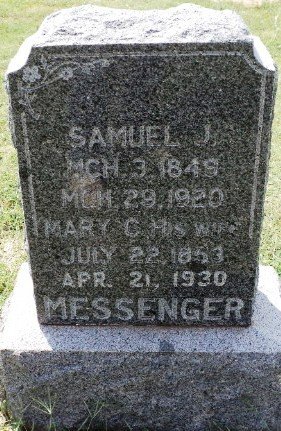 SAMUEL J.
MCH. 3, 1849
MCH. 29, 1920
MARY C. HIS WIFE
JULY 22, 1853
APR. 21, 1930
MESSENGER